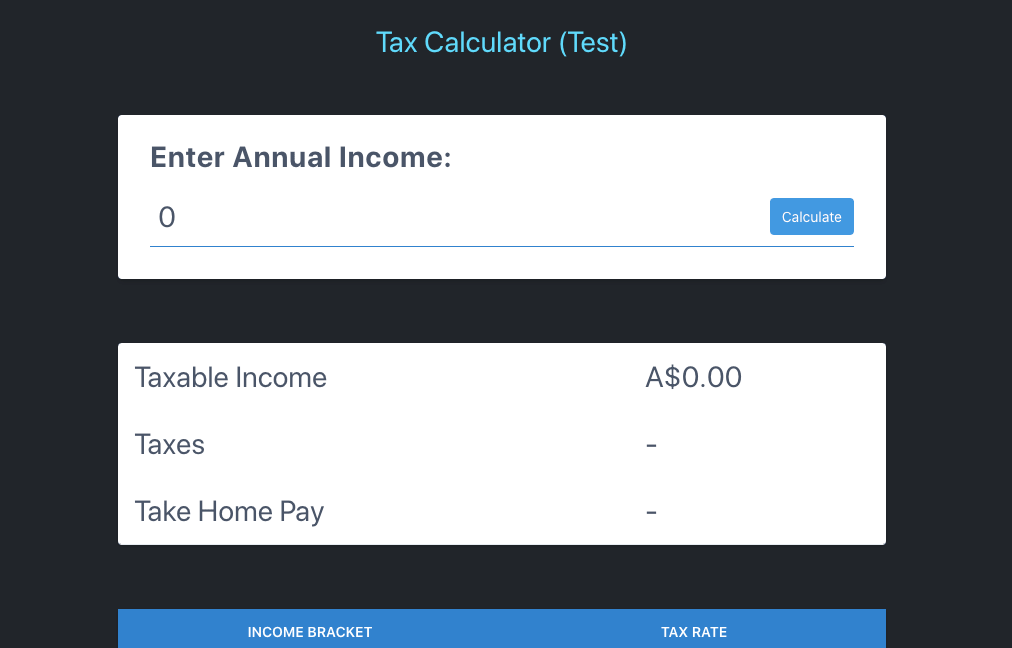 Tax Calculator (Test)
Enter Annual Income:
0 Calculate
Taxable Income A$0.00
Taxes -
Take Home Pay -
INCOME BRACKET TAX RATE